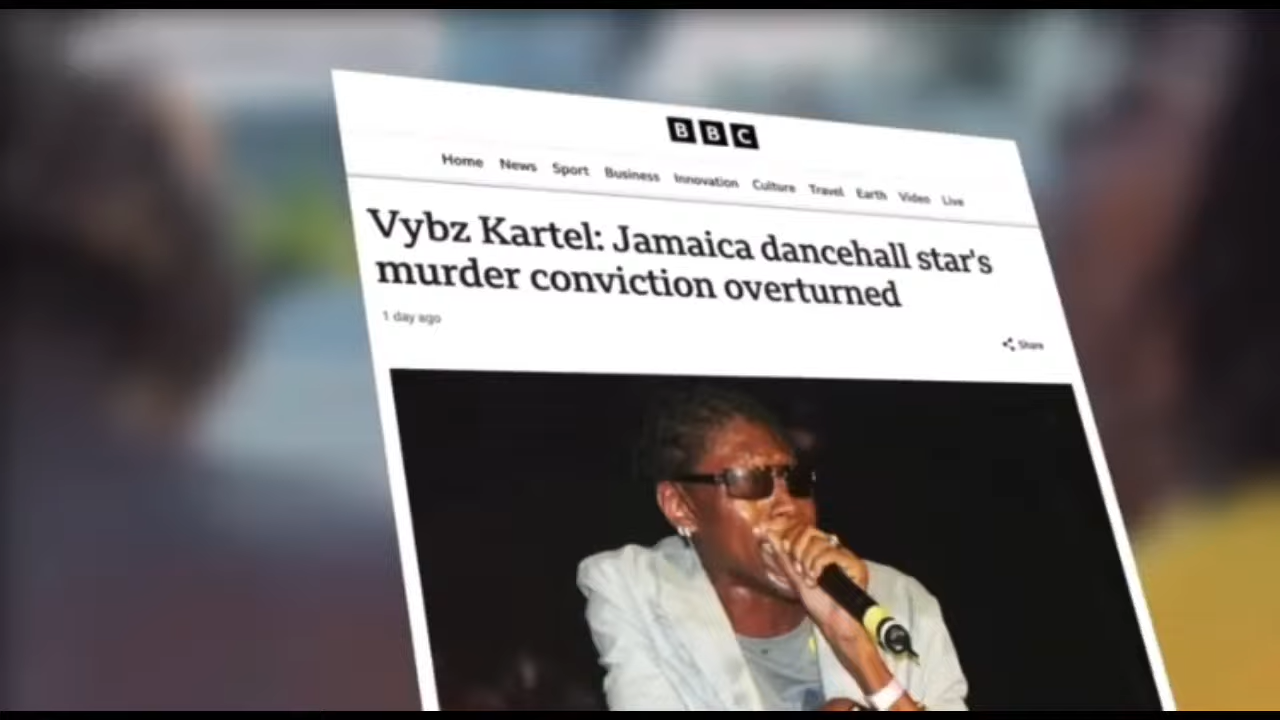 BBC
Home News Sport Business Innovation Culture Travel Earth Video Live
Vybz Kartel: Jamaica dancehall star's
murder conviction overturned
1 day ago
Share